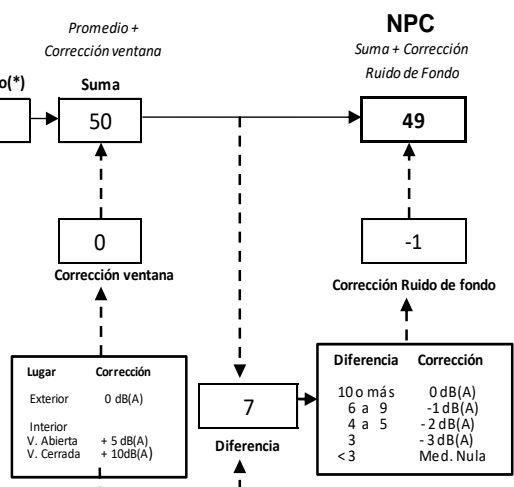 NPC
Promedio +
Corrección ventana
Suma + Corrección
Ruido de Fondo
o(*)
Suma
50
49
0
-1
Corrección ventana
Corrección Ruido de fondo
Lugar Corrección
Exterior 0 dB(A)
Interior
V. Abierta + 5 dB(A)
V. Cerrada + 10dB(A)
7
Diferencia
Diferencia Corrección
10 o más 0 dB(A)
6 a 9 -1 dB(A)
4 a 5 - 2 dB(A)
3 - 3 dB(A)
< 3 Med. Nula